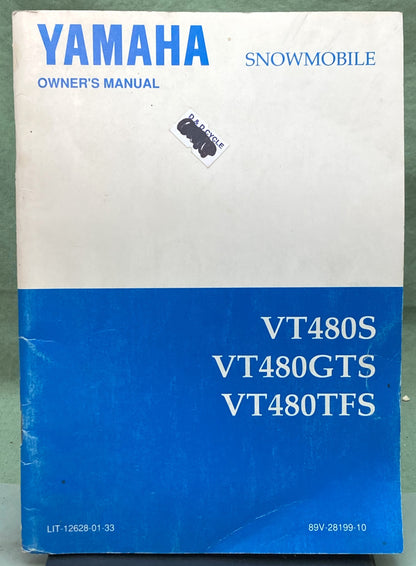 YAMAHA
SNOWMOBILE
OWNER'S MANUAL
D & D CYCLE
VT480S
VT480GTS
VT480TFS
LIT-12628-01-33
89V-28199-10